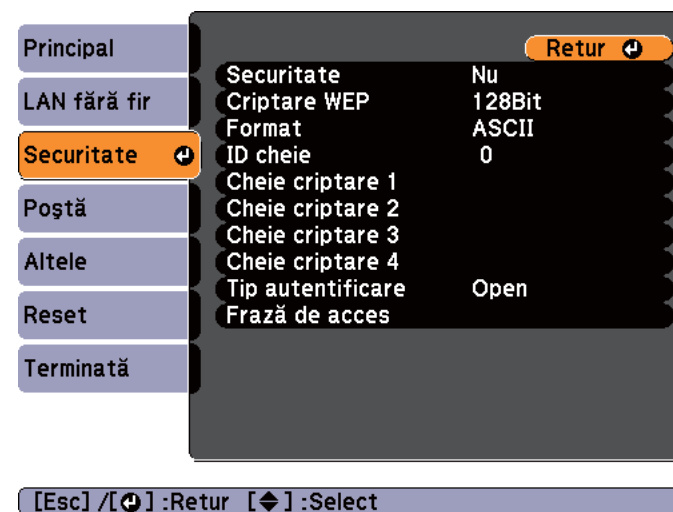 Principal
LAN fără fir
Securitate
Poştă
Altele
Reset
Terminată
Retur
Securitate Nu
Criptare WEP 128Bit
Format ASCII
ID cheie 0
Cheie criptare 1
Cheie criptare 2
Cheie criptare 3
Cheie criptare 4
Tip autentificare Open
Frază de acces
[Esc] /[⏎] :Retur [◆] :Select